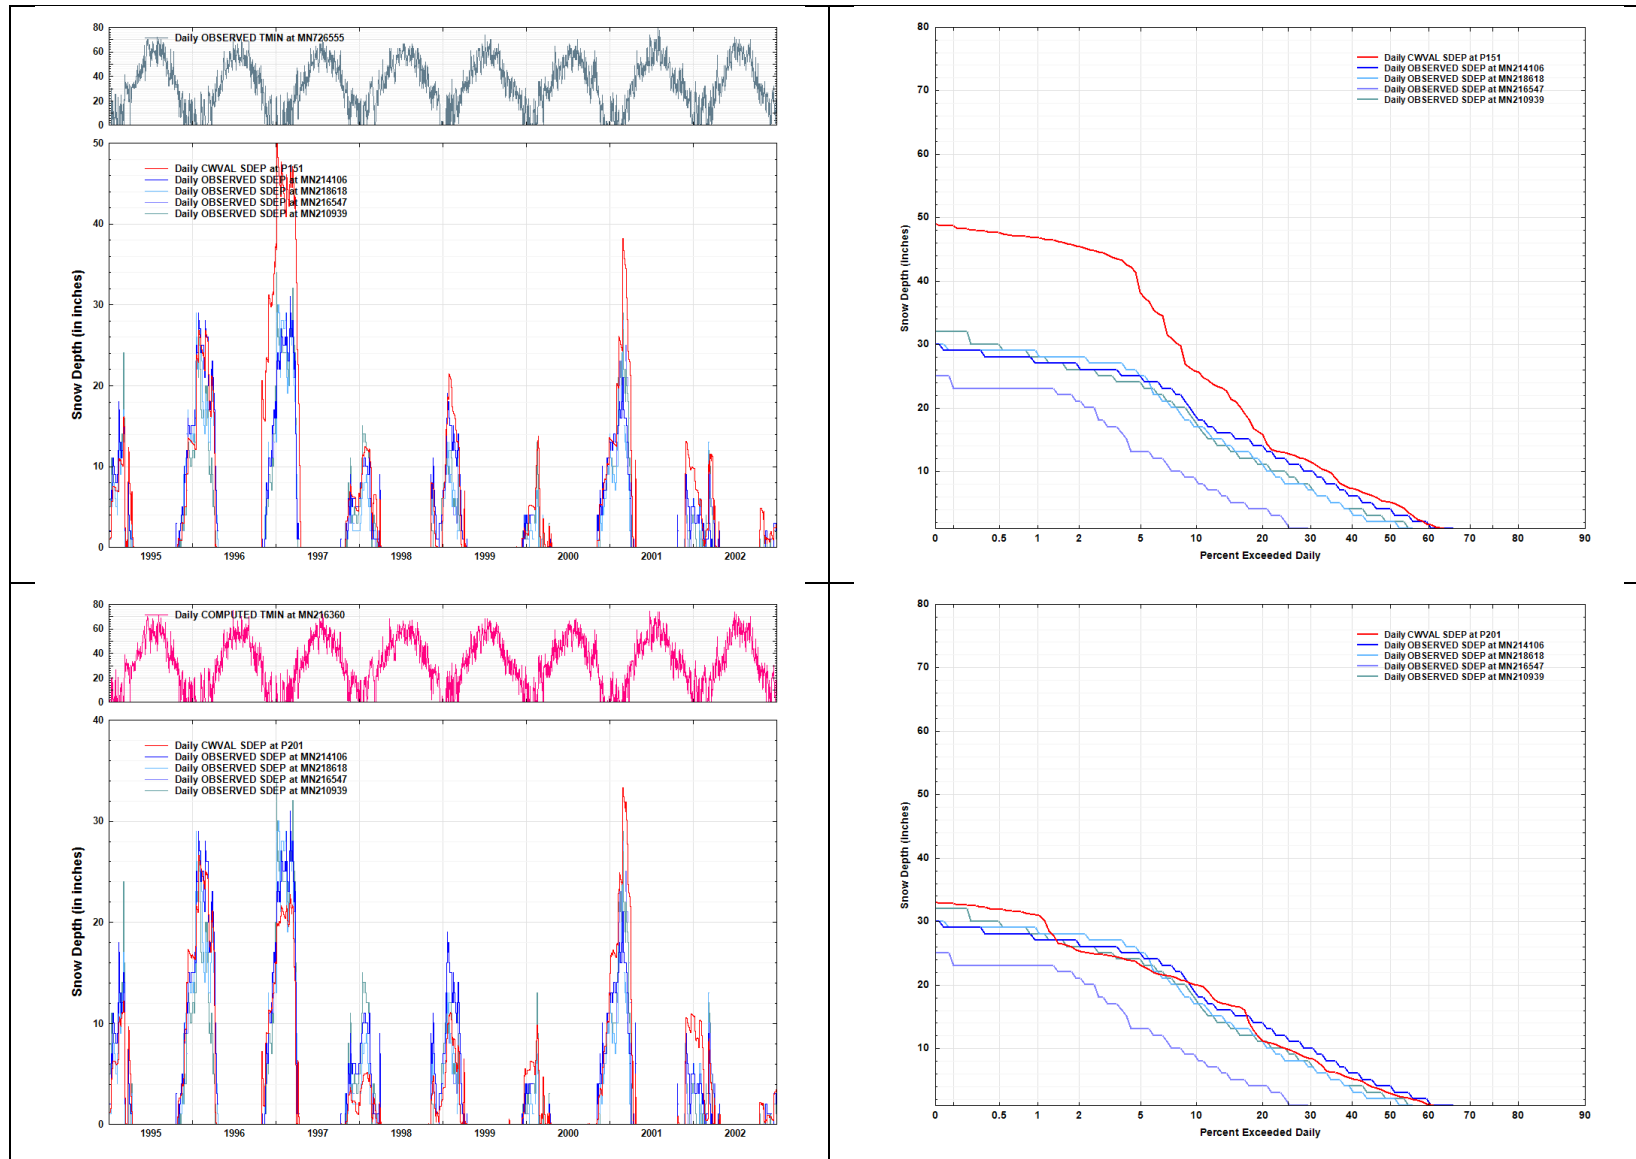 80
60
40
20
0
Daily OBSERVED TMIN at MN726555
50
40
30
20
10
0
Snow Depth (in inches)
Daily CWVAL SDEP at P151
Daily OBSERVED SDEP at MN214106
Daily OBSERVED SDEP at MN218618
Daily OBSERVED SDEP at MN216547
Daily OBSERVED SDEP at MN210939
1995 1996 1997 1998 1999 2000 2001 2002
80
70
60
50
40
30
20
10
Snow Depth (inches)
Daily CWVAL SDEP at P151
Daily OBSERVED SDEP at MN214106
Daily OBSERVED SDEP at MN218618
Daily OBSERVED SDEP at MN216547
Daily OBSERVED SDEP at MN210939
0 0.5 1 2 5 10 20 30 40 50 60 70 80 90
Percent Exceeded Daily
80
60
40
20
0
Daily COMPUTED TMIN at MN216360
40
30
20
10
0
Snow Depth (in inches)
Daily CWVAL SDEP at P201
Daily OBSERVED SDEP at MN214106
Daily OBSERVED SDEP at MN218618
Daily OBSERVED SDEP at MN216547
Daily OBSERVED SDEP at MN210939
1995 1996 1997 1998 1999 2000 2001 2002
80
70
60
50
40
30
20
10
Snow Depth (inches)
Daily CWVAL SDEP at P201
Daily OBSERVED SDEP at MN214106
Daily OBSERVED SDEP at MN218618
Daily OBSERVED SDEP at MN216547
Daily OBSERVED SDEP at MN210939
0 0.5 1 2 5 10 20 30 40 50 60 70 80 90
Percent Exceeded Daily